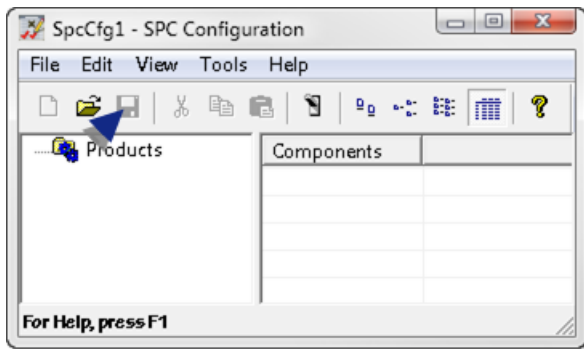 SpcCfg1 - SPC Configuration
File Edit View Tools Help
Products
Components
For Help, press F1